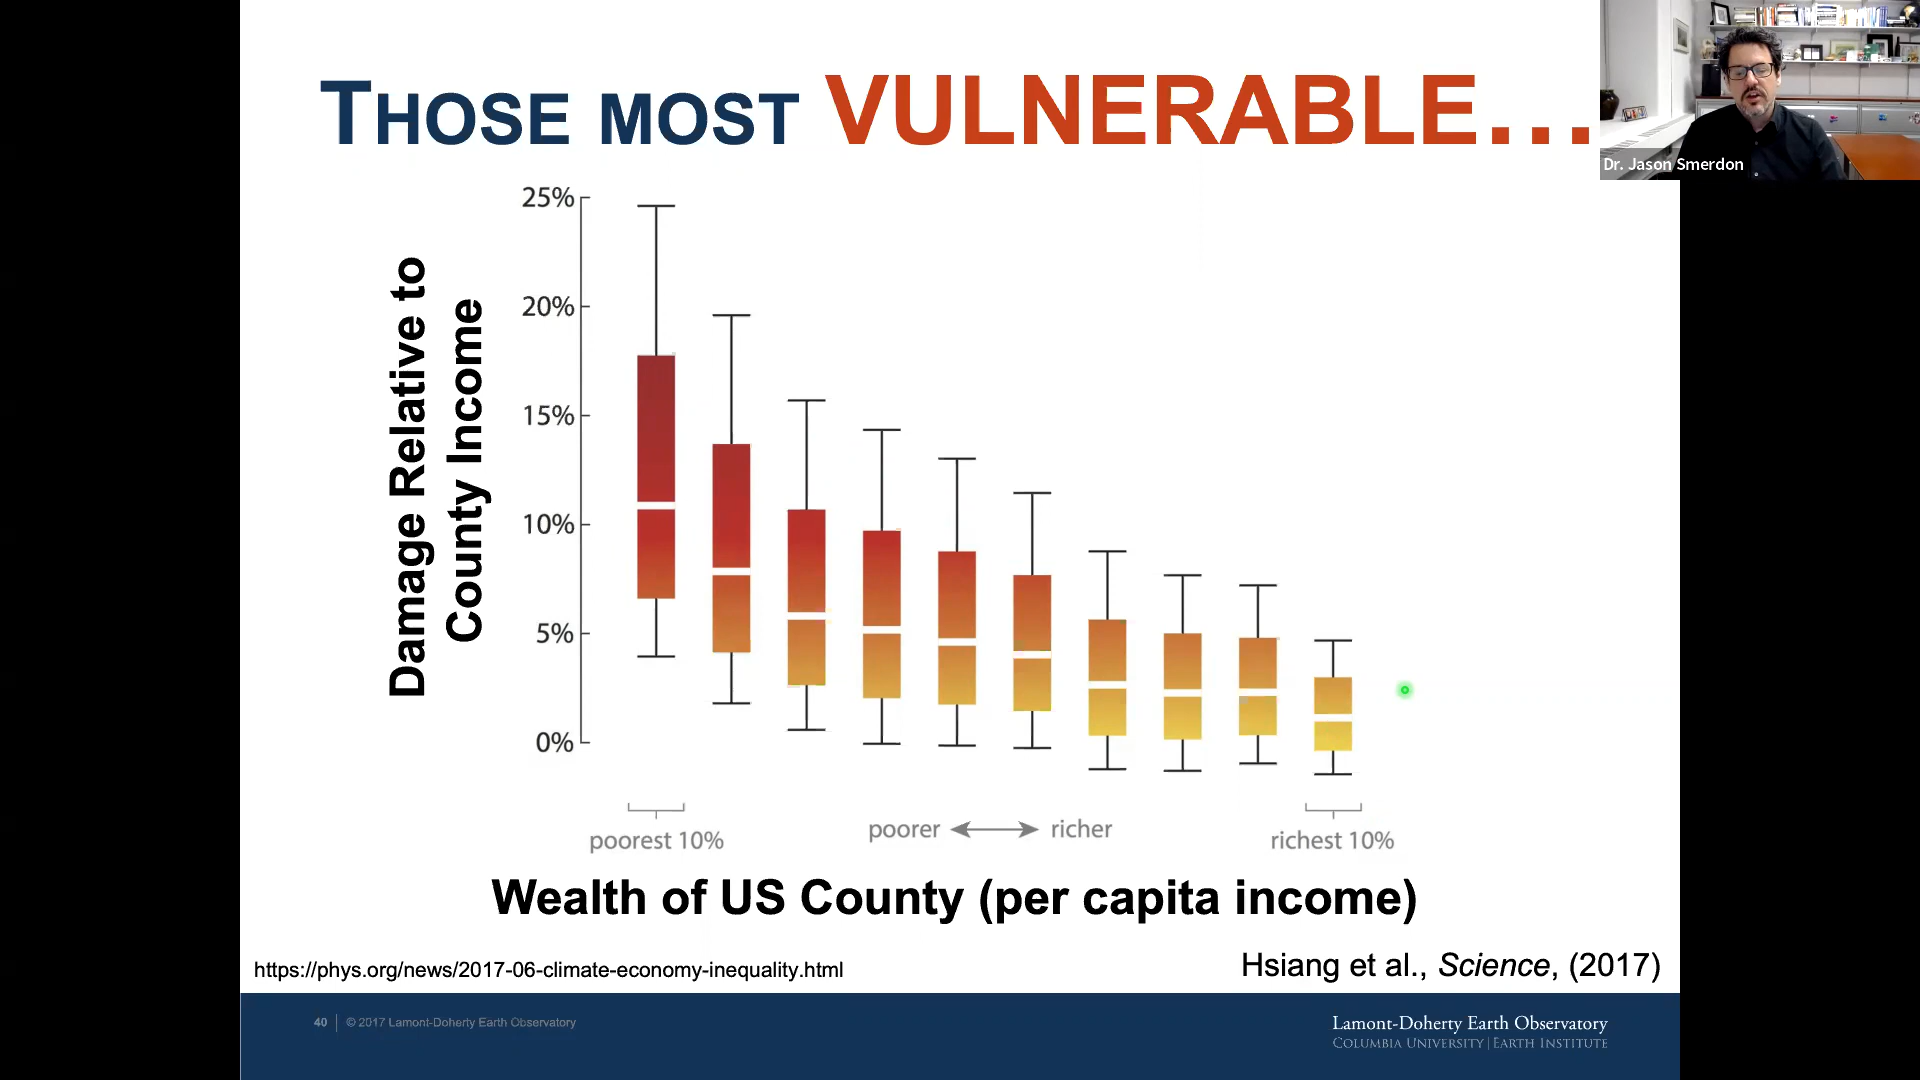 THOSE MOST VULNERABLE...
Dr. Jason Smerdon
Damage Relative to
County Income
25%
20%
15%
10%
5%
0%
poorest 10%
poorer
richer
richest 10%
Wealth of US County (per capita income)
https://phys.org/news/2017-06-climate-economy-inequality.html
Hsiang et al., Science, (2017)
40 | © 2017 Lamont-Doherty Earth Observatory
Lamont-Doherty Earth Observatory
COLUMBIA UNIVERSITY | EARTH INSTITUTE